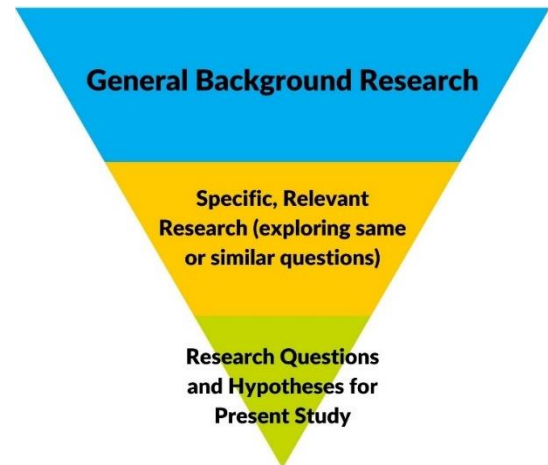 General Background Research
Specific, Relevant
Research (exploring same
or similar questions)
Research Questions
and Hypotheses for
Present Study